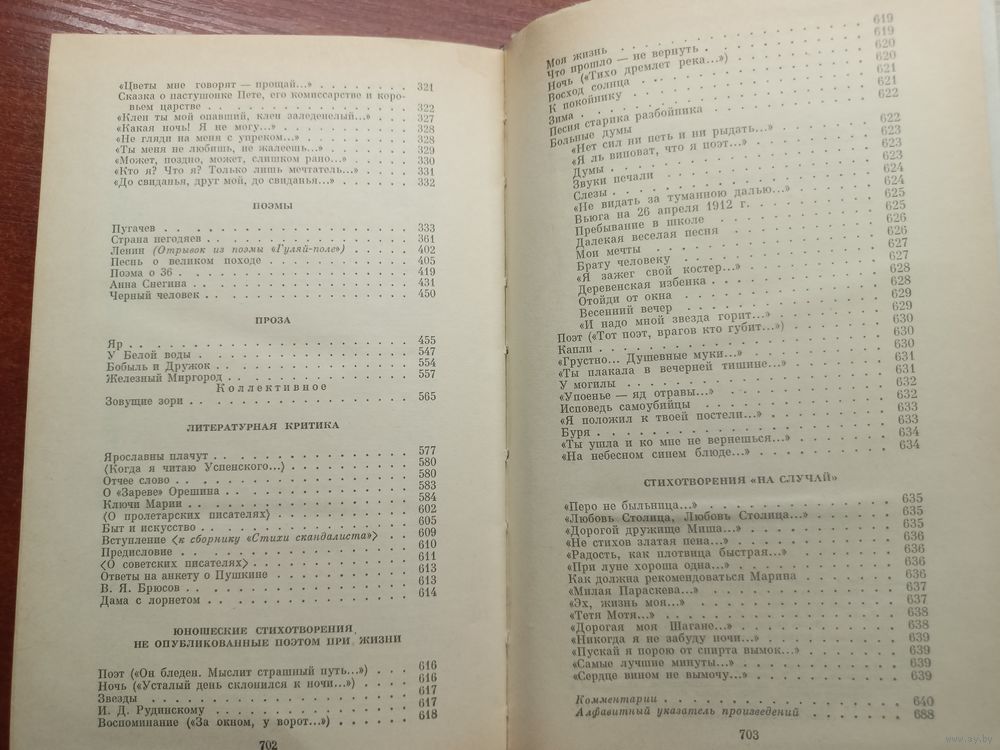 «Цветы мне говорят — прощай...» . . . . . . . 321
Сказка о пастушонке Пете, его комиссарстве и коро-
вьем царстве . . . . . . . . . . . . . . . 322
«Клен ты мой опавший, клен заледенелый...» . . . 327
«Какая ночь! Я не могу...» . . . . . . . . . 328
«Не гляди на меня с упреком...» . . . . . . . 328
«Ты меня не любишь, не жалеешь...» . . . . . 329
«Может, поздно, может, слишком рано...» . . . . 330
«Кто я? Что я? Только лишь мечтатель...» . . . . 331
«До свиданья, друг мой, до свиданья...» . . . . . 332
ПОЭМЫ
Пугачев . . . . . . . . . . . . . . . . 333
Страна негодяев . . . . . . . . . . . . . 361
Ленин (Отрывок из поэмы «Гуляй-поле») . . . . 402
Песнь о великом походе . . . . . . . . . . 405
Поэма о 36 . . . . . . . . . . . . . . . 419
Анна Снегина . . . . . . . . . . . . . . 431
Черный человек . . . . . . . . . . . . . 450
ПРОЗА
Яр . . . . . . . . . . . . . . . . . . 455
У Белой воды . . . . . . . . . . . . . . 547
Бобыль и Дружок . . . . . . . . . . . . . 554
Железный Миргород . . . . . . . . . . . . 557
Коллективное
Зовущие зори . . . . . . . . . . . . . . 565
ЛИТЕРАТУРНАЯ КРИТИКА
Ярославны плачут . . . . . . . . . . . . . 577
〈Когда я читаю Успенского...〉 . . . . . . . . 580
Отчее слово . . . . . . . . . . . . . . . 580
О «Зареве» Орешина . . . . . . . . . . . . 583
Ключи Марии . . . . . . . . . . . . . . 584
〈О пролетарских писателях〉 . . . . . . . . . 602
Быт и искусство . . . . . . . . . . . . . 605
Вступление 〈к сборнику «Стихи скандалиста»〉 . . . 609
Предисловие . . . . . . . . . . . . . . . 610
〈О советских писателях〉 . . . . . . . . . . 611
Ответы на анкету о Пушкине . . . . . . . . . 613
В. Я. Брюсов . . . . . . . . . . . . . . 613
Дама с лорнетом . . . . . . . . . . . . . 614
ЮНОШЕСКИЕ СТИХОТВОРЕНИЯ,
НЕ ОПУБЛИКОВАННЫЕ ПОЭТОМ ПРИ ЖИЗНИ
Поэт («Он бледен. Мыслит страшный путь...») . . . 616
Ночь («Усталый день склонился к ночи...») . . . . 616
Звезды . . . . . . . . . . . . . . . . 617
И. Д. Рудинскому . . . . . . . . . . . . . 617
Воспоминание («За окном, у ворот...») . . . . . . 618
702
Моя жизнь . . . . . . . . . . . . . . . 619
Что прошло — не вернуть . . . . . . . . . . 619
Ночь («Тихо дремлет река...») . . . . . . . . 620
Восход солнца . . . . . . . . . . . . . . 620
К покойнику . . . . . . . . . . . . . . 621
Зима . . . . . . . . . . . . . . . . . 621
Песня старика разбойника . . . . . . . . . . 622
Больные думы
«Нет сил ни петь и ни рыдать...» . . . . . . 622
«Я ль виноват, что я поэт...» . . . . . . . 623
Думы . . . . . . . . . . . . . . . . 623
Звуки печали . . . . . . . . . . . . . 623
Слезы . . . . . . . . . . . . . . . 624
«Не видать за туманною далью...» . . . . . . 624
Вьюга на 26 апреля 1912 г. . . . . . . . . 625
Пребывание в школе . . . . . . . . . . . 625
Далекая веселая песня . . . . . . . . . . 626
Мои мечты . . . . . . . . . . . . . . 626
Брату человеку . . . . . . . . . . . . . 627
«Я зажег свой костер...» . . . . . . . . . 627
Деревенская избенка . . . . . . . . . . . 628
Отойди от окна . . . . . . . . . . . . . 628
Весенний вечер . . . . . . . . . . . . . 629
«И надо мной звезда горит...» . . . . . . . 629
Поэт («Тот поэт, врагов кто губит...») . . . . . . 630
Капли . . . . . . . . . . . . . . . . . 630
«Грустно... Душевные муки...» . . . . . . . . 630
«Ты плакала в вечерней тишине...» . . . . . . 631
У могилы . . . . . . . . . . . . . . . 631
«Упоенье — яд отравы...» . . . . . . . . . . 632
Исповедь самоубийцы . . . . . . . . . . . 632
«Я положил к твоей постели...» . . . . . . . . 633
Буря . . . . . . . . . . . . . . . . . 633
«Ты ушла и ко мне не вернешься...» . . . . . . 634
«На небесном синем блюде...» . . . . . . . . 634
СТИХОТВОРЕНИЯ «НА СЛУЧАЙ»
«Перо не быльница...» . . . . . . . . . . . 635
«Любовь Столица, Любовь Столица...» . . . . . 635
«Дорогой дружище Миша...» . . . . . . . . . 635
«Не стихов златая пена...» . . . . . . . . . 636
«Радость, как плотвица быстрая...» . . . . . . 636
«При луне хороша одна...» . . . . . . . . . 636
Как должна рекомендоваться Марина . . . . . . 636
«Милая Параскева...» . . . . . . . . . . . 637
«Эх, жизнь моя...» . . . . . . . . . . . . 637
«Тетя Мотя...» . . . . . . . . . . . . . . 638
«Дорогая моя Шагане...» . . . . . . . . . . 638
«Никогда я не забуду ночи...» . . . . . . . . 639
«Пускай я порою от спирта вымок...» . . . . . . 639
«Самые лучшие минуты...» . . . . . . . . . . 639
«Сердце вином не вымочу...» . . . . . . . . . 639
Комментарии . . . . . . . . . . . . . . 640
Алфавитный указатель произведений . . . . . . 688
703
www.ay.by